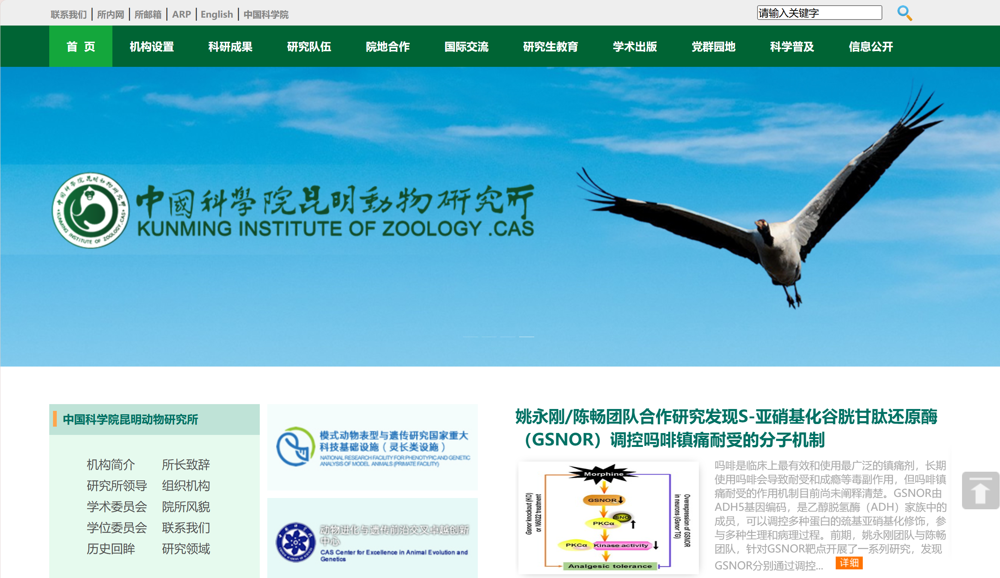 联系我们 | 所内网 | 所邮箱 | ARP | English | 中国科学院
请输入关键字
首 页 机构设置 科研成果 研究队伍 院地合作 国际交流 研究生教育 学术出版 党群园地 科学普及 信息公开
中国科学院昆明动物研究所
KUNMING INSTITUTE OF ZOOLOGY.CAS
中國科學院昆明動物研究所
KUNMING INSTITUTE OF ZOOLOGY .CAS
中国科学院昆明动物研究所
机构简介 所长致辞
研究所领导 组织机构
学术委员会 院所风貌
学位委员会 联系我们
历史回眸 研究领域
模式动物表型与遗传研究国家重大
科技基础设施（灵长类设施）
NATIONAL RESEARCH FACILITY FOR PHENOTYPIC AND GENETIC
ANALYSIS OF MODEL ANIMALS (PRIMATE FACILITY)
动物进化与遗传前沿交叉卓越创新
中心
CAS Center for Excellence in Animal Evolution and
Genetics
姚永刚/陈畅团队合作研究发现S-亚硝基化谷胱甘肽还原酶
（GSNOR）调控吗啡镇痛耐受的分子机制
Morphine
GSNOR
SNO
PKCα
PKCα Kinase activity
Analgesic tolerance
Gsnor knockout (KO)
or N6022 treatment
Overexpression of GSNOR
in neurons (Gsnor TG)
吗啡是临床上最有效和使用最广泛的镇痛剂，长期
使用吗啡会导致耐受和成瘾等毒副作用，但吗啡镇
痛耐受的作用机制目前尚未阐释清楚。GSNOR由
ADH5基因编码，是乙醇脱氢酶（ADH）家族中的
成员，可以调控多种蛋白的巯基亚硝基化修饰，参
与多种生理和病理过程。前期，姚永刚团队与陈畅
团队，针对GSNOR靶点开展了一系列研究，发现
GSNOR分别通过调控... 详细